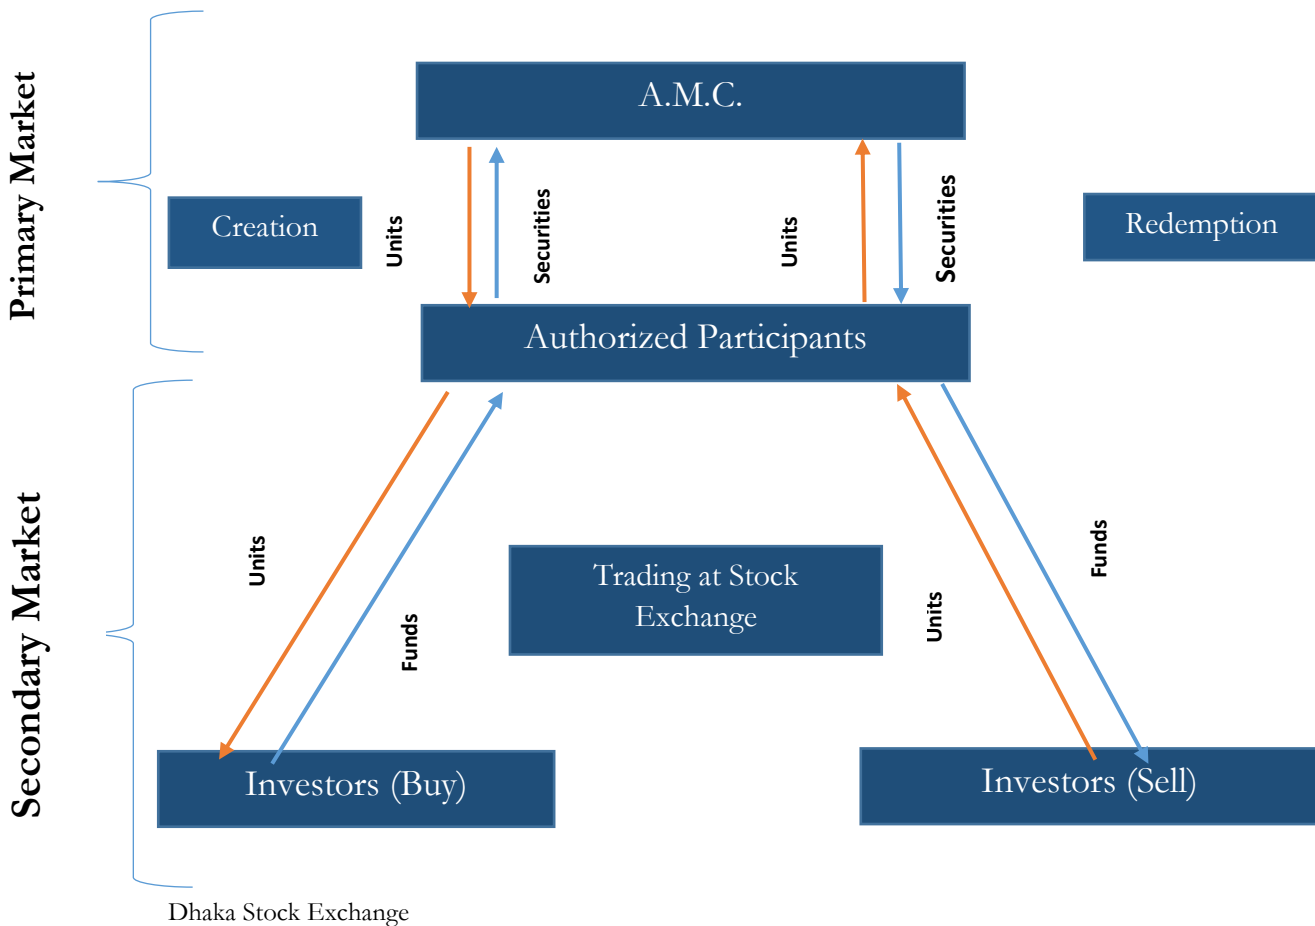 Primary Market
A.M.C.
Creation
Units
Securities
Units
Securities
Redemption
Authorized Participants
Secondary Market
Units
Funds
Trading at Stock
Exchange
Units
Funds
Investors (Buy)
Investors (Sell)
Dhaka Stock Exchange